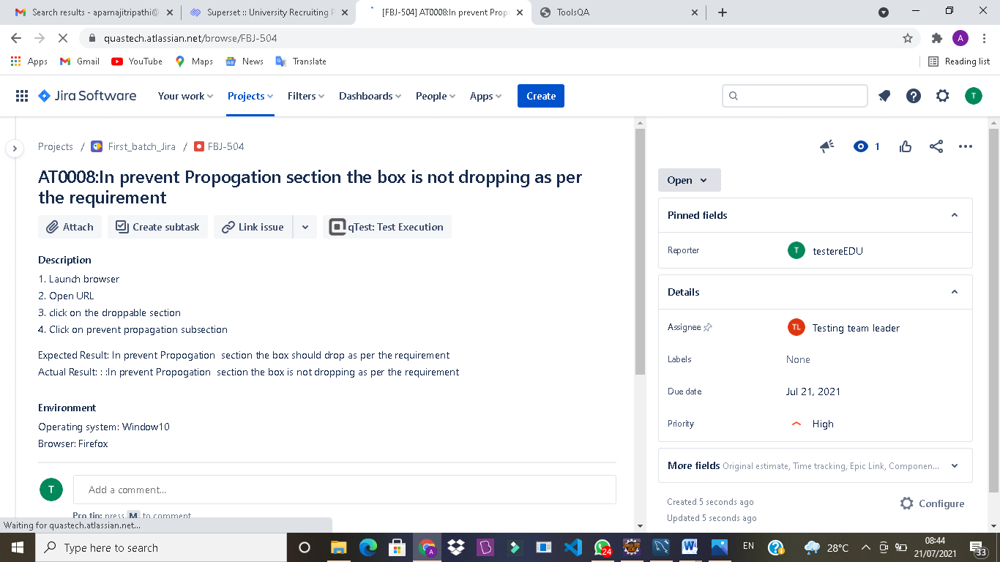 Search results - aparnajitripathi@
Superset :: University Recruiting P
[FBJ-504] AT0008:In prevent Prop
ToolsQA
quastech.atlassian.net/browse/FBJ-504
A
Apps
Gmail
YouTube
Maps
News
Translate
Reading list
Jira Software
Your work
Projects
Filters
Dashboards
People
Apps
Create
T
Projects / First_batch_Jira / FBJ-504
1
AT0008:In prevent Propogation section the box is not dropping as per
the requirement
Open
Attach
Create subtask
Link issue
qTest: Test Execution
Pinned fields
Reporter
T
testereEDU
Description
1. Launch browser
2. Open URL
3. click on the droppable section
4. Click on prevent propagation subsection
Expected Result: In prevent Propogation  section the box should drop as per the requirement
Actual Result: : :In prevent Propogation  section the box is not dropping as per the requirement
Environment
Operating system: Window10
Browser: Firefox
Details
Assignee
TL
Testing team leader
Labels
None
Due date
Jul 21, 2021
Priority
High
More fields Original estimate, Time tracking, Epic Link, Componen...
Created 5 seconds ago
Updated 5 seconds ago
Configure
T
Add a comment...
Pro tip: press M to comment
Waiting for quastech.atlassian.net...
Type here to search
A
24
EN
28°C
08:44
21/07/2021
33